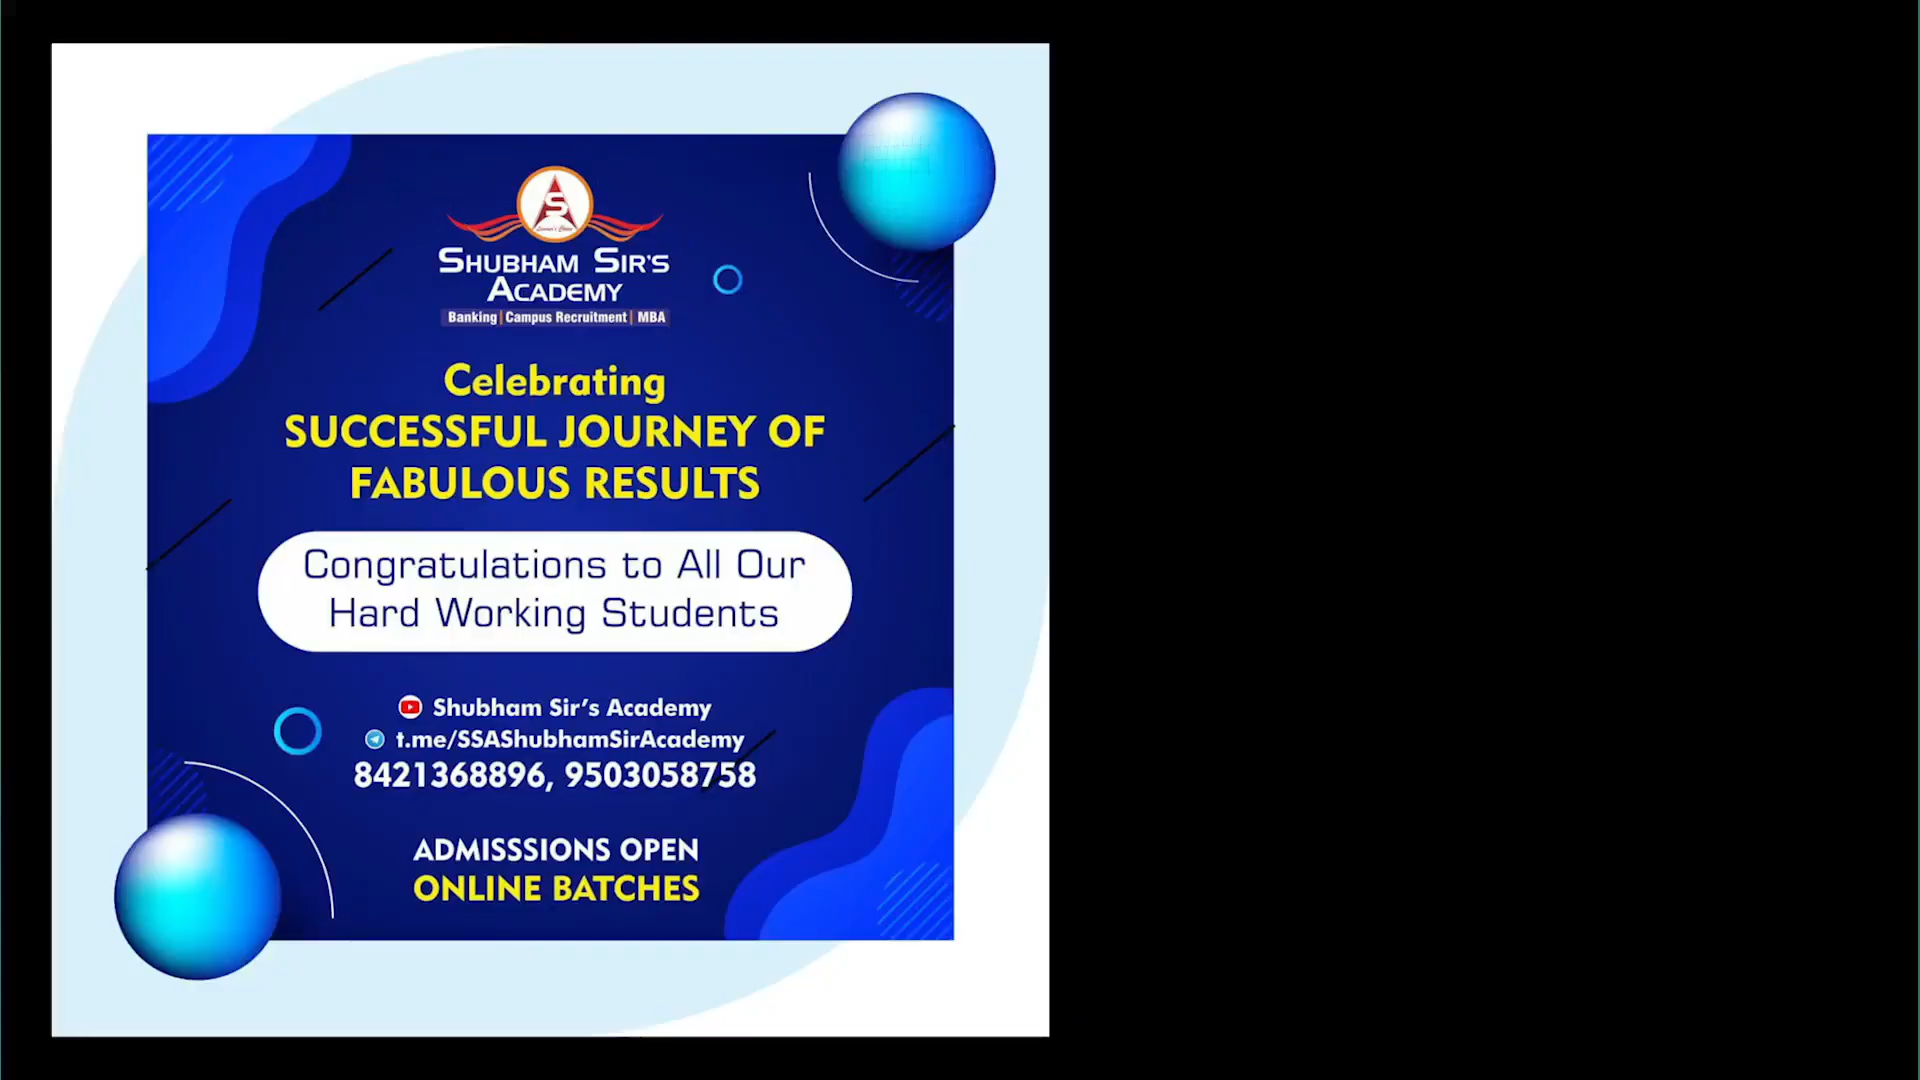 SHUBHAM SIR'S
ACADEMY
Banking | Campus Recruitment | MBA
Celebrating
SUCCESSFUL JOURNEY OF
FABULOUS RESULTS
Congratulations to All Our
Hard Working Students
Shubham Sir's Academy
t.me/SSAShubhamSirAcademy
8421368896, 9503058758
ADMISSSIONS OPEN
ONLINE BATCHES